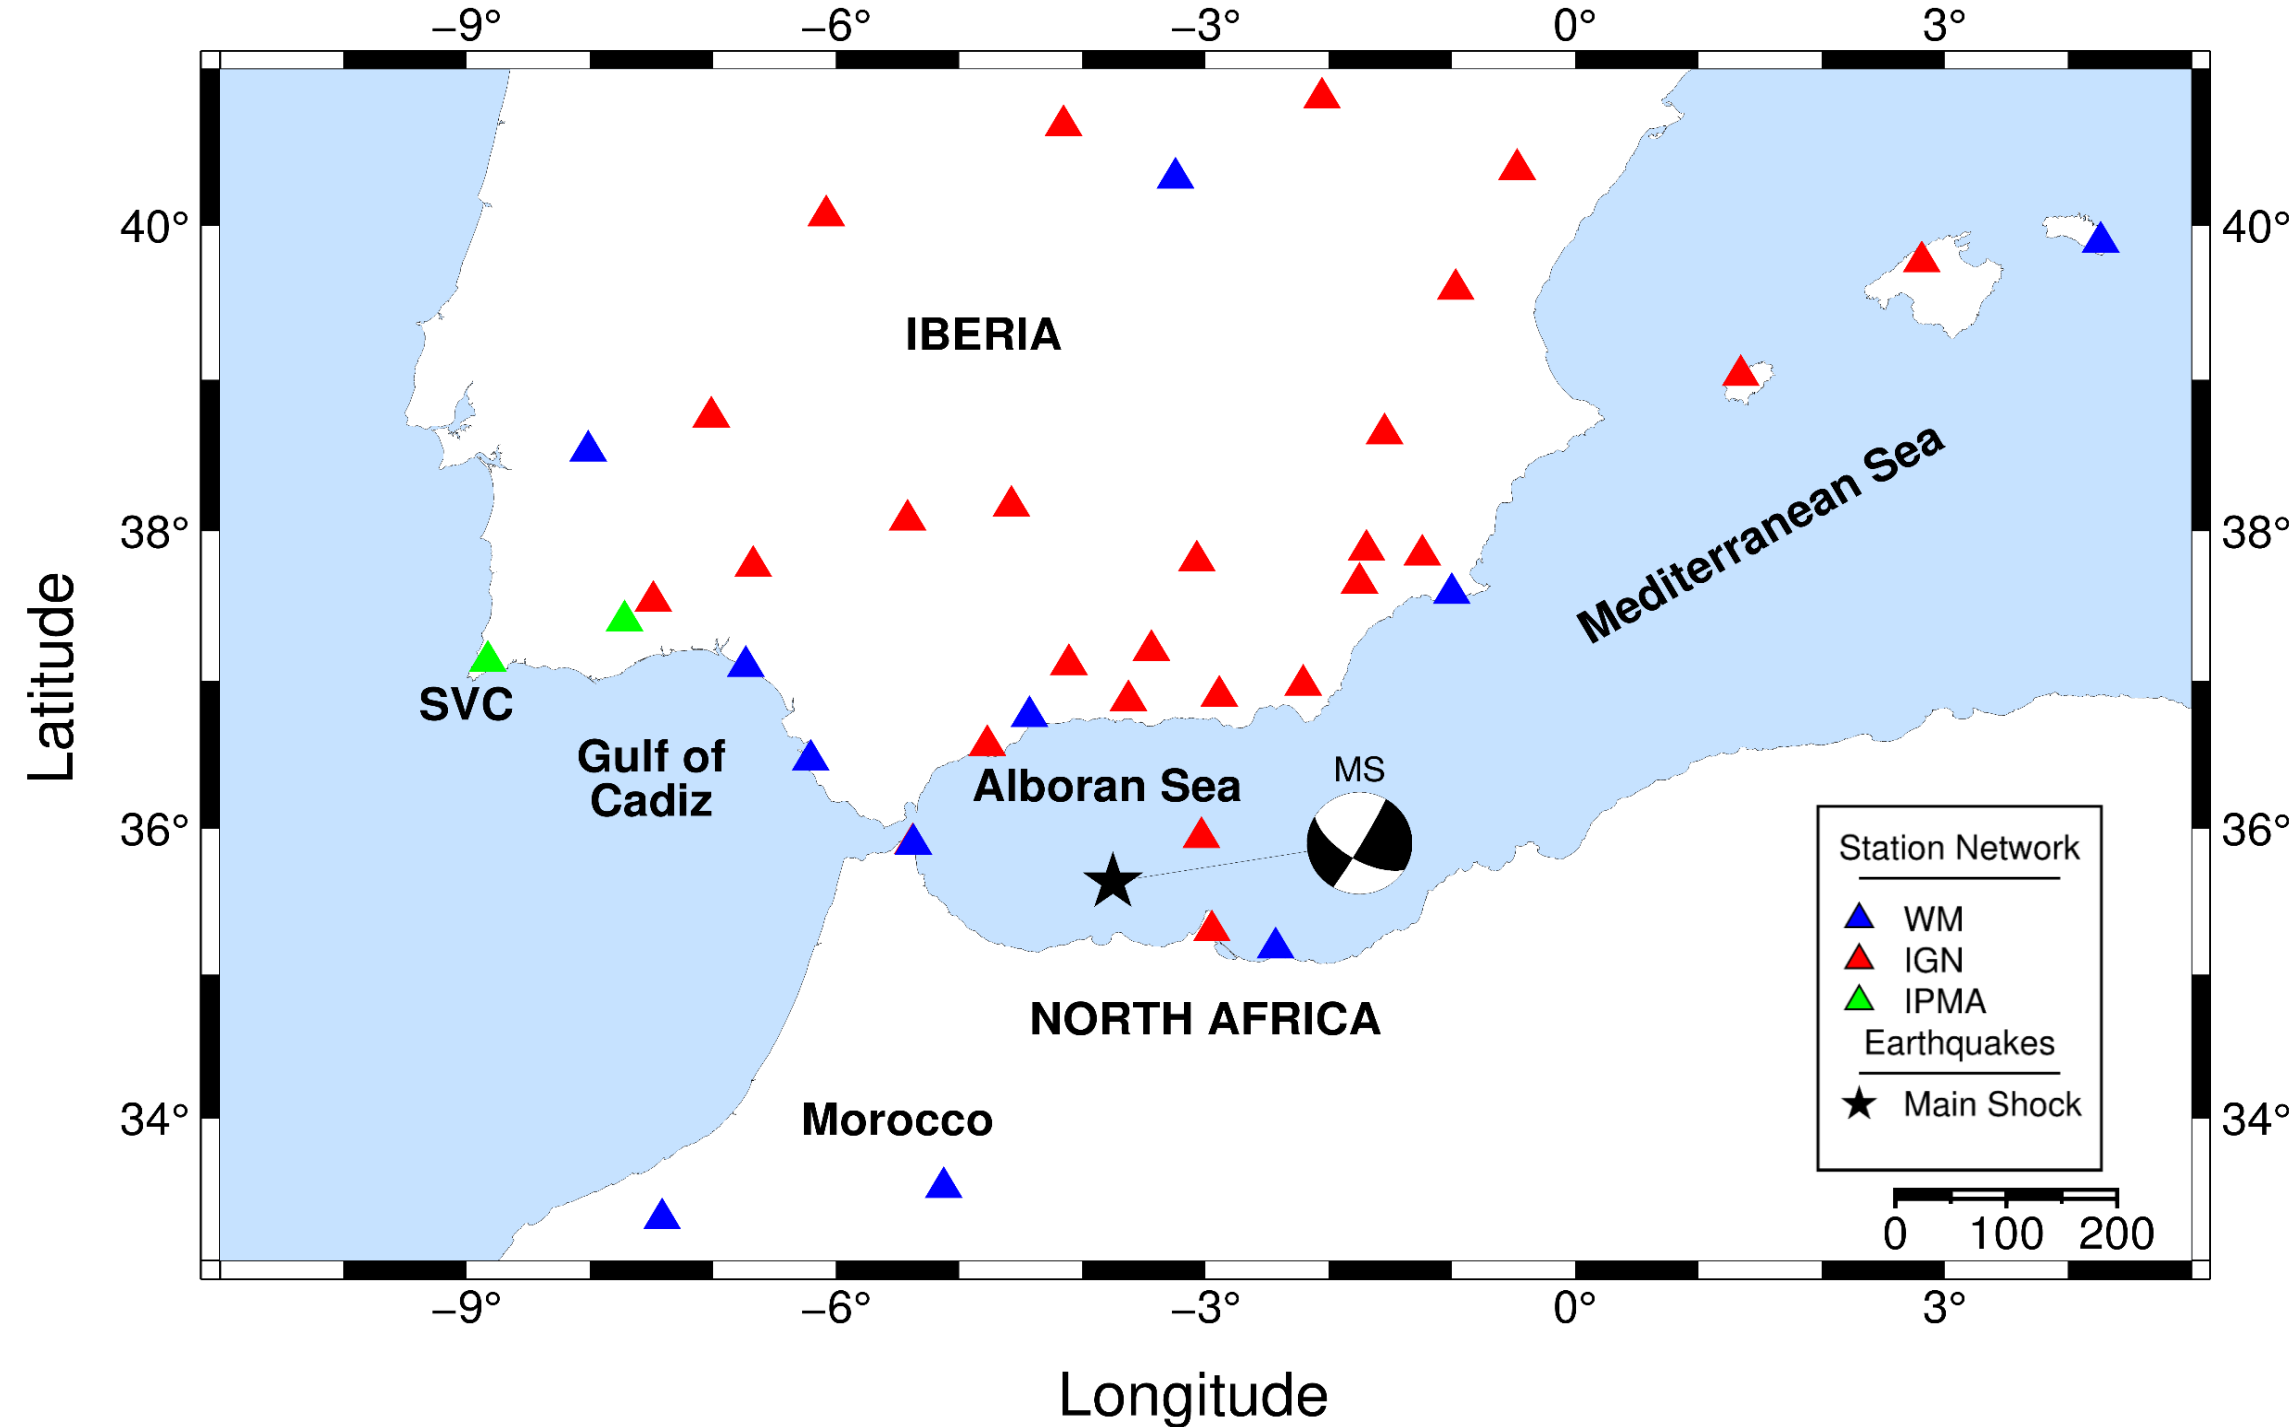 −9° −6° −3° 0° 3°
40° 40°
IBERIA
Mediterranean Sea
38° 38°
Latitude
SVC
Gulf of
Cadiz
Alboran Sea
MS
36° 36°
Station Network
WM
IGN
IPMA
Earthquakes
Main Shock
NORTH AFRICA
34° 34°
Morocco
0 100 200
−9° −6° −3° 0° 3°
Longitude